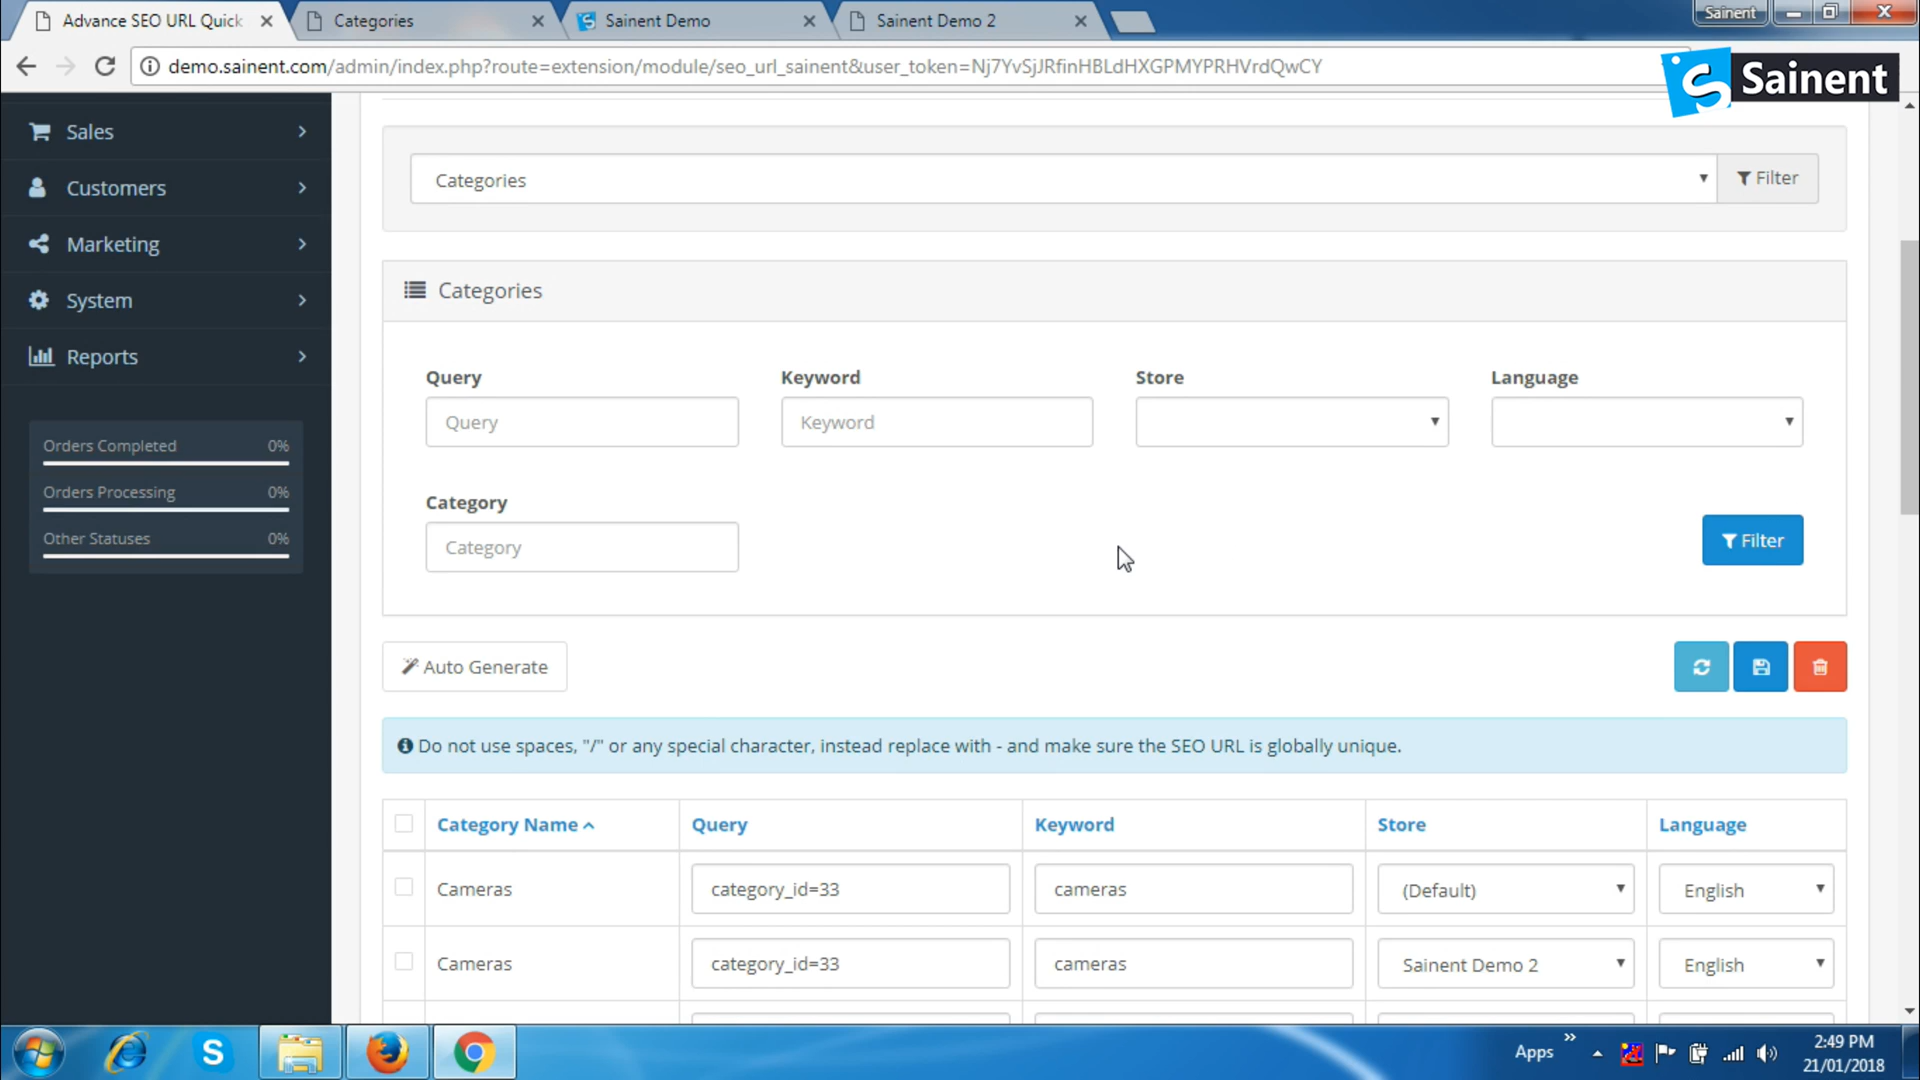 Advance SEO URL Quick
Categories
Sainent Demo
Sainent Demo 2
Sainent
demo.sainent.com/admin/index.php?route=extension/module/seo_url_sainent&user_token=Nj7YvSjJRfinHBLdHXGPMYPRHVrdQwCY
Sainent
Sales
Customers
Marketing
System
Reports
Orders Completed 0%
Orders Processing 0%
Other Statuses 0%
Categories
Filter
Categories
Query Keyword Store Language
Query Keyword
Category
Category
Filter
Auto Generate
Do not use spaces, "/" or any special character, instead replace with - and make sure the SEO URL is globally unique.
Category Name Query Keyword Store Language
Cameras category_id=33 cameras (Default) English
Cameras category_id=33 cameras Sainent Demo 2 English
Apps
2:49 PM
21/01/2018